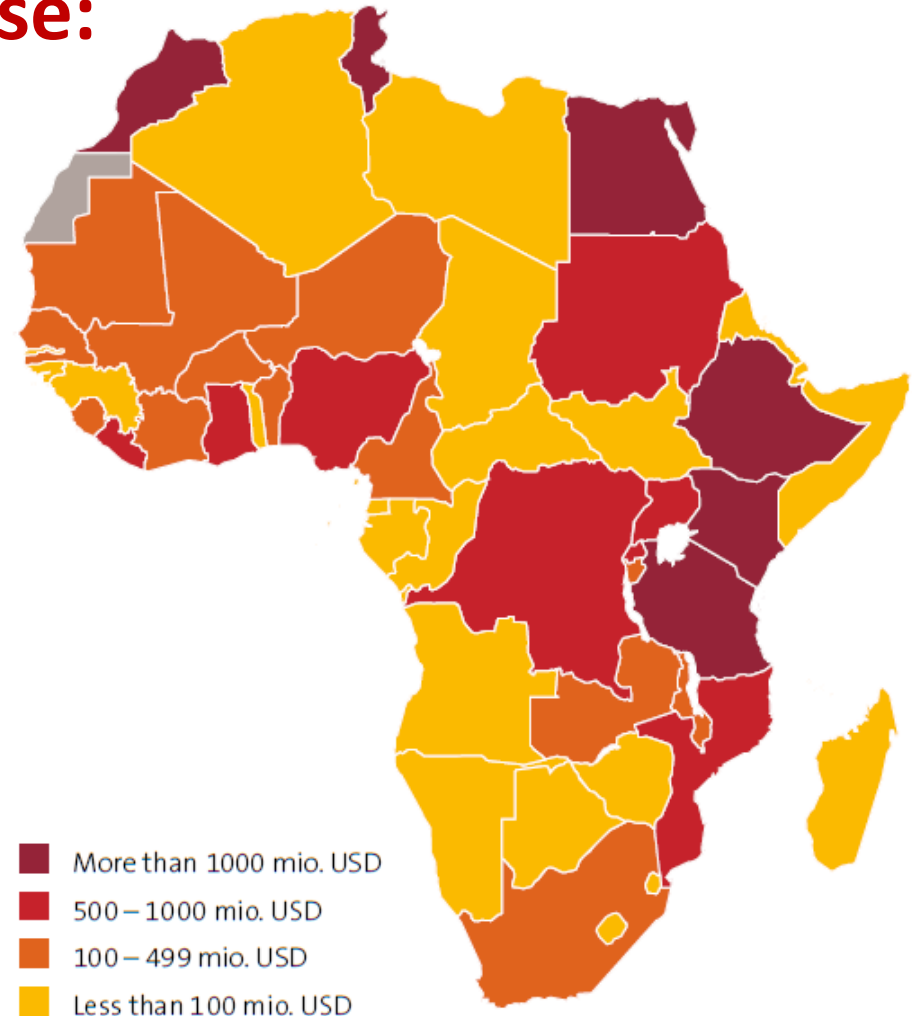 se:
More than 1000 mio. USD
500 – 1000 mio. USD
100 – 499 mio. USD
Less than 100 mio. USD